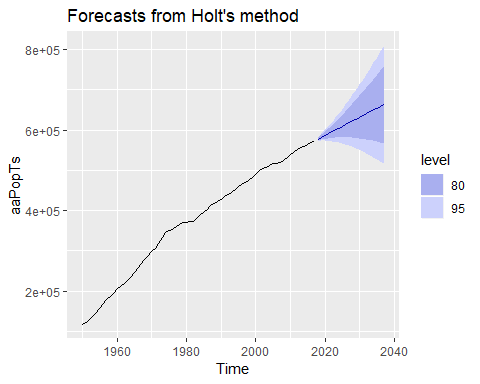 Forecasts from Holt's method
8e+05
6e+05
4e+05
2e+05
aaPopTs
1960
1980
2000
2020
2040
Time
level
80
95